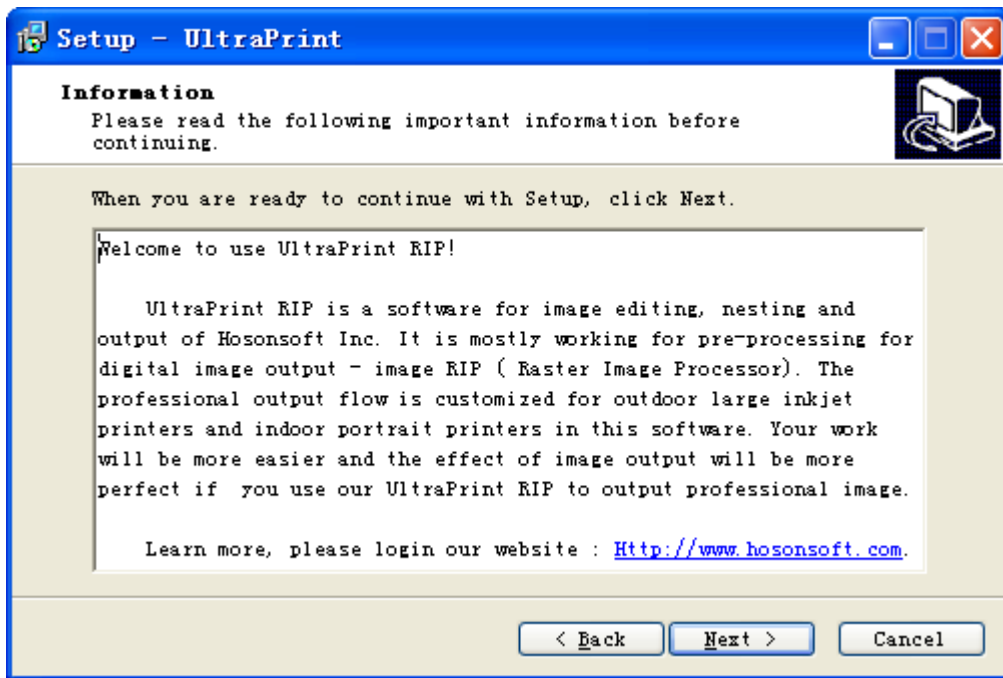 Setup - UltraPrint
Information
Please read the following important information before
continuing.
When you are ready to continue with Setup, click Next.
Welcome to use UltraPrint RIP!
UltraPrint RIP is a software for image editing, nesting and
output of Hosonsoft Inc. It is mostly working for pre-processing for
digital image output - image RIP ( Raster Image Processor). The
professional output flow is customized for outdoor large inkjet
printers and indoor portrait printers in this software. Your work
will be more easier and the effect of image output will be more
perfect if  you use our UltraPrint RIP to output professional image.
Learn more, please login our website : Http://www.hosonsoft.com.
< Back
Next >
Cancel